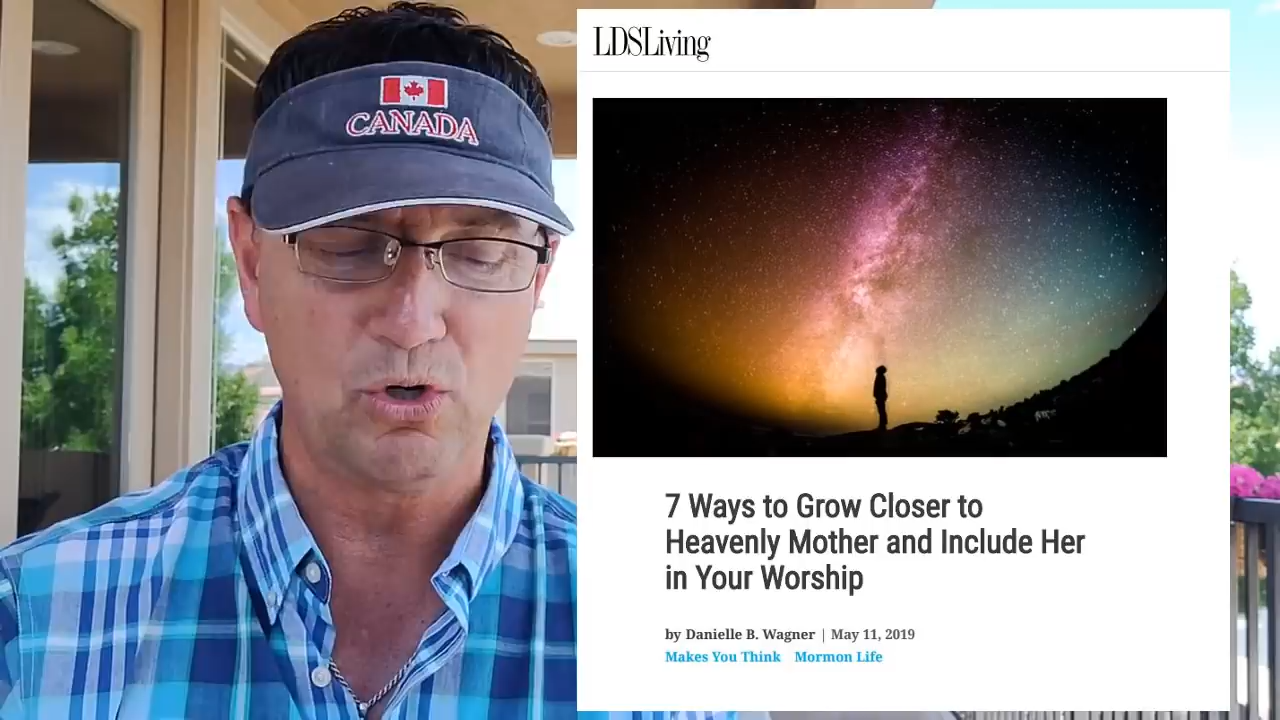 CANADA
LDSLiving
7 Ways to Grow Closer to
Heavenly Mother and Include Her
in Your Worship
by Danielle B. Wagner | May 11, 2019
Makes You Think Mormon Life